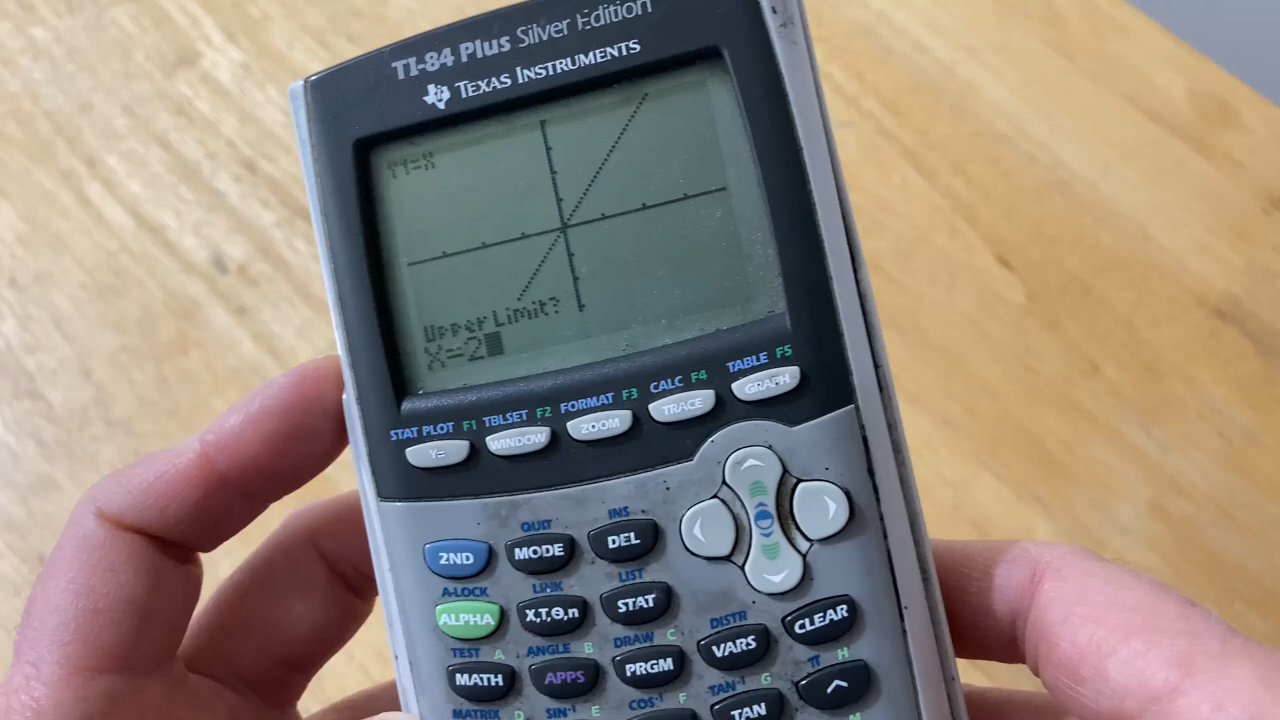 TI-84 Plus Silver Edition
TEXAS INSTRUMENTS
Y1=X
Upper Limit?
X=2
STAT PLOT F1 TBLSET F2 FORMAT F3 CALC F4 TABLE F5
Y= WINDOW ZOOM TRACE GRAPH
QUIT INS
2ND MODE DEL
A-LOCK LINK LIST
ALPHA X,T,Θ,n STAT
TEST A ANGLE B DRAW C DISTR
MATH APPS PRGM VARS CLEAR
MATRIX D SIN-1 E COS-1 F TAN-1 G π H
TAN ^
M